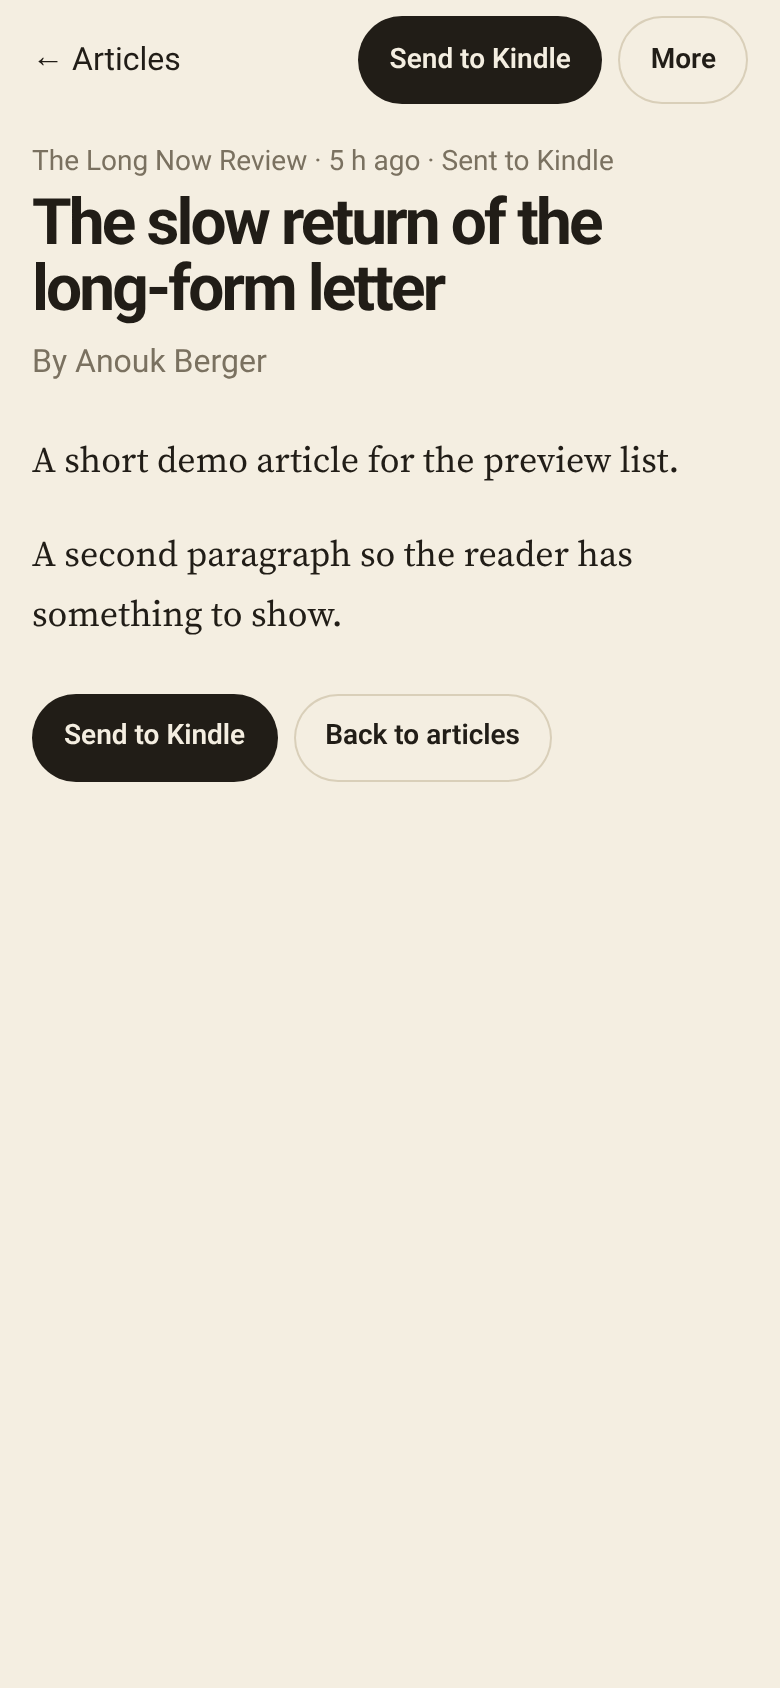 ← Articles
Send to Kindle
More
The Long Now Review · 5 h ago · Sent to Kindle
The slow return of the
long-form letter
By Anouk Berger
A short demo article for the preview list.
A second paragraph so the reader has
something to show.
Send to Kindle
Back to articles